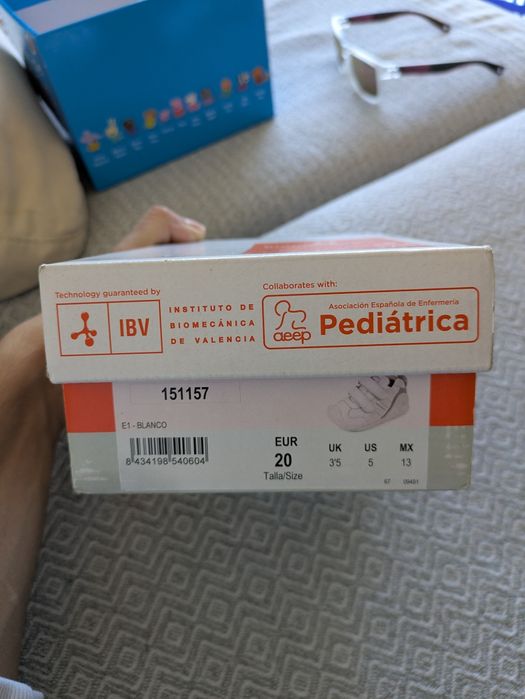 Technology guaranteed by
IBV
INSTITUTO DE
BIOMECÁNICA
DE VALENCIA
Collaborates with:
aeep
Asociación Española de Enfermería
Pediátrica
151157
E1 - BLANCO
8 434198 540604
EUR
20
Talla/Size
UK
3'5
US
5
MX
13
67 09401